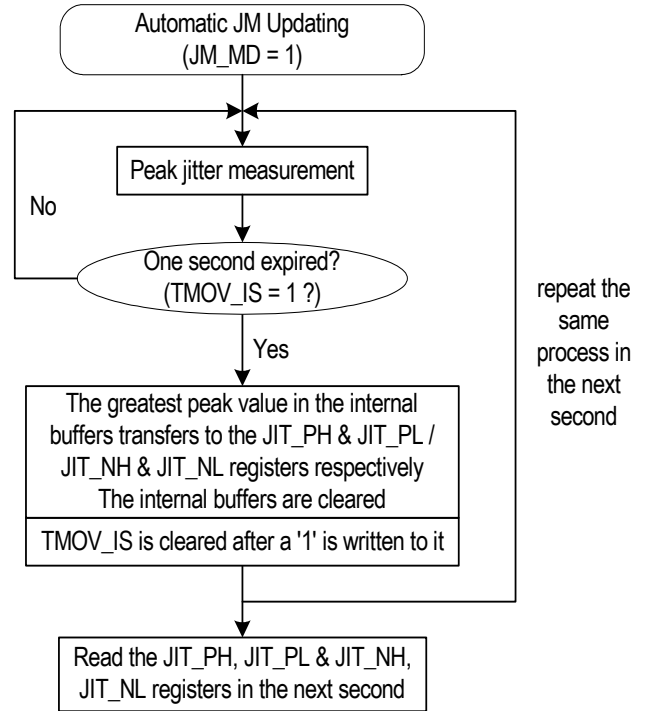 Automatic JM Updating
(JM_MD = 1)
Peak jitter measurement
No
One second expired?
(TMOV_IS = 1 ?)
repeat the
same
process in
the next
second
Yes
The greatest peak value in the internal
buffers transfers to the JIT_PH & JIT_PL /
JIT_NH & JIT_NL registers respectively
The internal buffers are cleared
TMOV_IS is cleared after a '1' is written to it
Read the JIT_PH, JIT_PL & JIT_NH,
JIT_NL registers in the next second